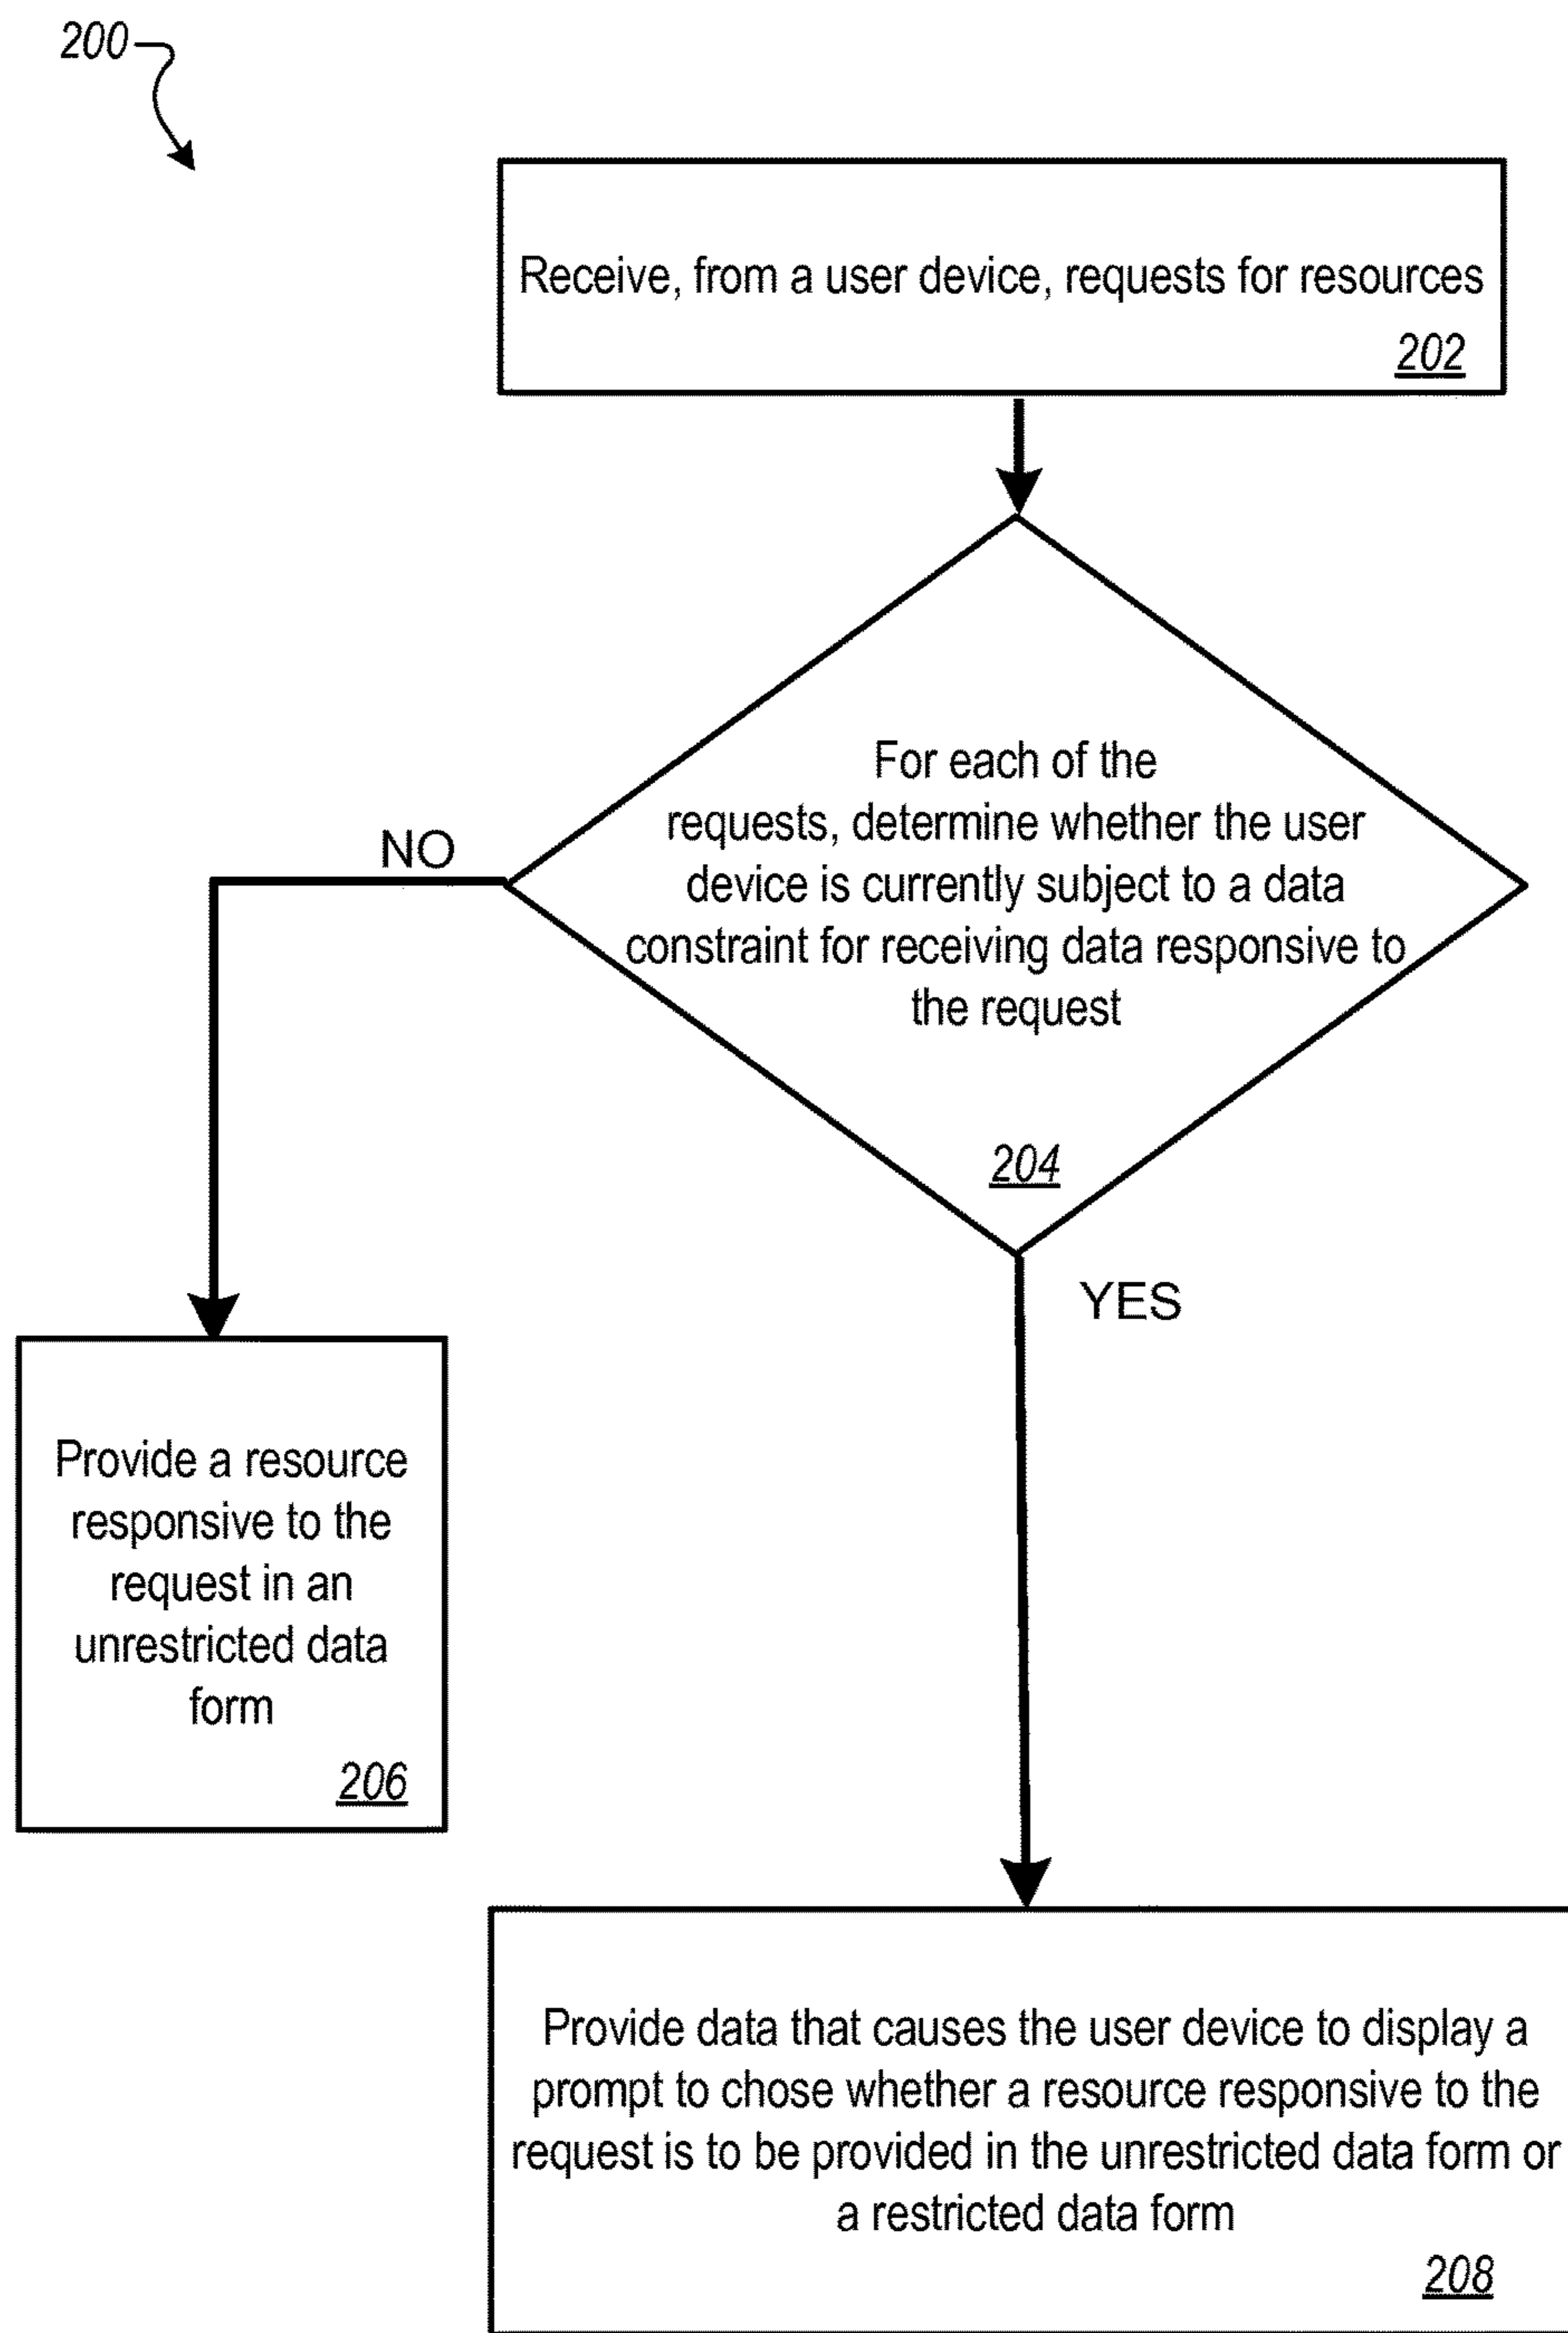 200
Receive, from a user device, requests for resources
202
For each of the
requests, determine whether the user
device is currently subject to a data
constraint for receiving data responsive to
the request
204
NO
YES
Provide a resource
responsive to the
request in an
unrestricted data
form
206
Provide data that causes the user device to display a
prompt to chose whether a resource responsive to the
request is to be provided in the unrestricted data form or
a restricted data form
208